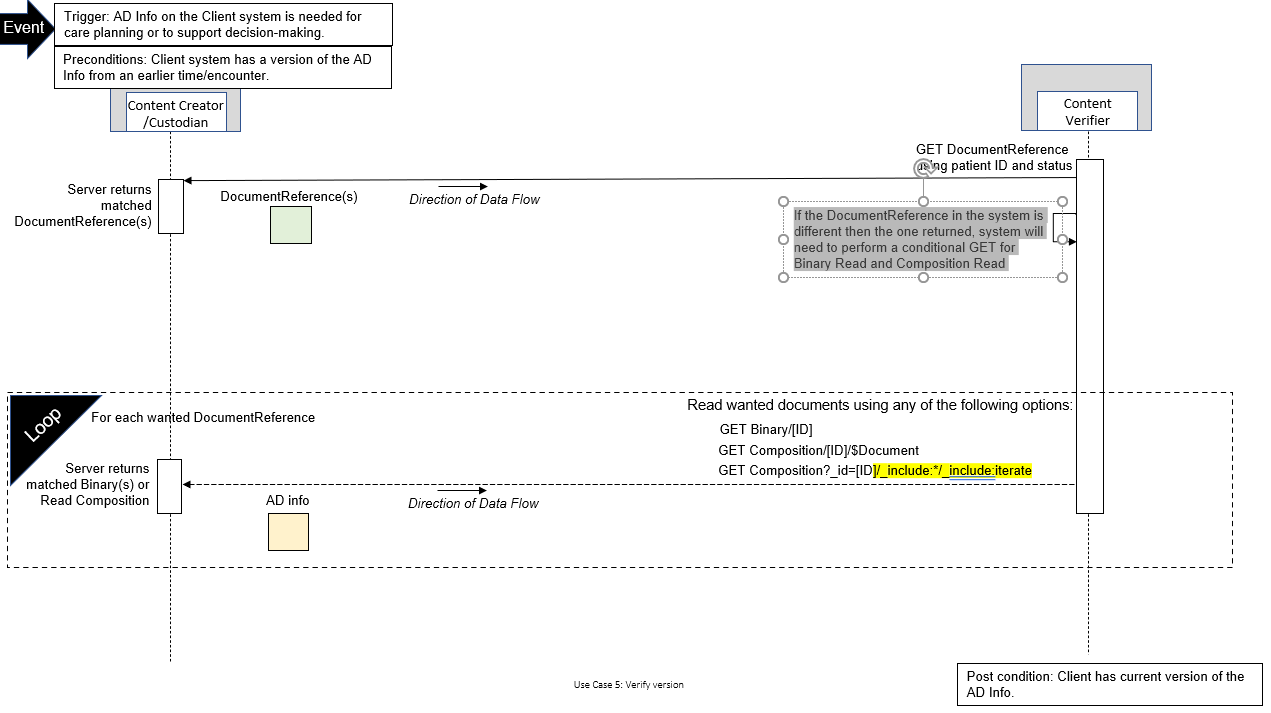 Event
Trigger: AD Info on the Client system is needed for
care planning or to support decision-making.
Preconditions: Client system has a version of the AD
Info from an earlier time/encounter.
Content Creator
/Custodian
Content
Verifier
GET DocumentReference
using patient ID and status
Server returns
matched
DocumentReference(s)
DocumentReference(s)
Direction of Data Flow
If the DocumentReference in the system is
different then the one returned, system will
need to perform a conditional GET for
Binary Read and Composition Read
Loop
For each wanted DocumentReference
Read wanted documents using any of the following options:
GET Binary/[ID]
GET Composition/[ID]/$Document
GET Composition?_id=[ID]/_include:*/_include:iterate
Server returns
matched Binary(s) or
Read Composition
AD info
Direction of Data Flow
Use Case 5: Verify version
Post condition: Client has current version of the
AD Info.